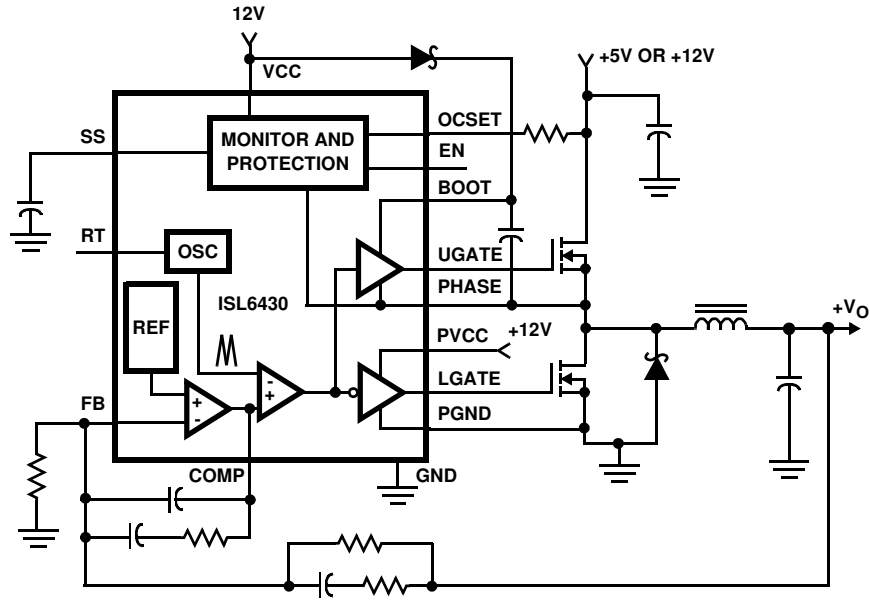 12V
VCC
+5V OR +12V
SS
MONITOR AND
PROTECTION
OCSET
EN
BOOT
RT
OSC
UGATE
PHASE
ISL6430
REF
+VO
PVCC
+12V
-
+
LGATE
FB
+
-
PGND
COMP
GND